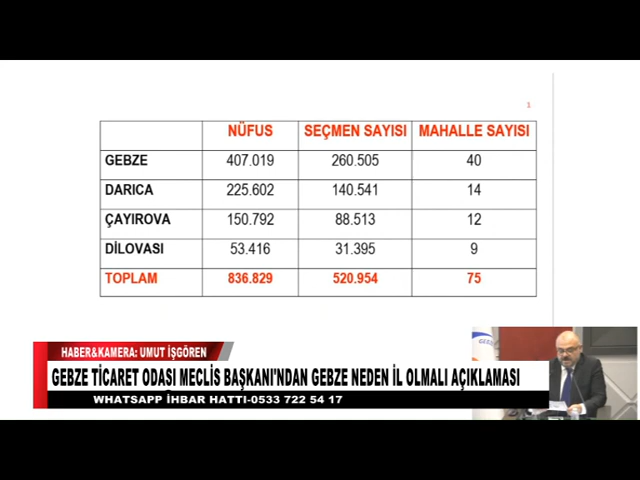 1
NÜFUS SEÇMEN SAYISI MAHALLE SAYISI
GEBZE 407.019 260.505 40
DARICA 225.602 140.541 14
ÇAYIROVA 150.792 88.513 12
DİLOVASI 53.416 31.395 9
TOPLAM 836.829 520.954 75
HABER&KAMERA: UMUT İŞGÖREN
GEBZE TİCARET ODASI MECLİS BAŞKANI'NDAN GEBZE NEDEN İL OLMALI AÇIKLAMASI
WHATSAPP İHBAR HATTI-0533 722 54 17